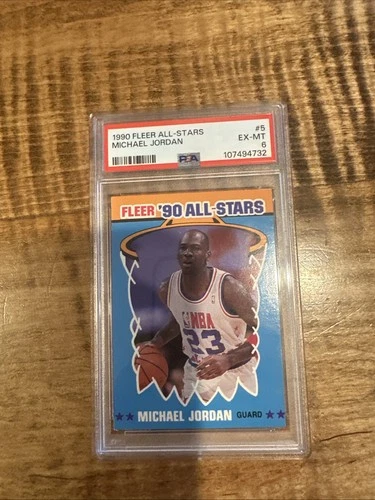 1990 FLEER ALL-STARS #5
MICHAEL JORDAN EX-MT
6
PSA 107494732
FLEER '90 ALL-STARS
NBA
23
MICHAEL JORDAN GUARD